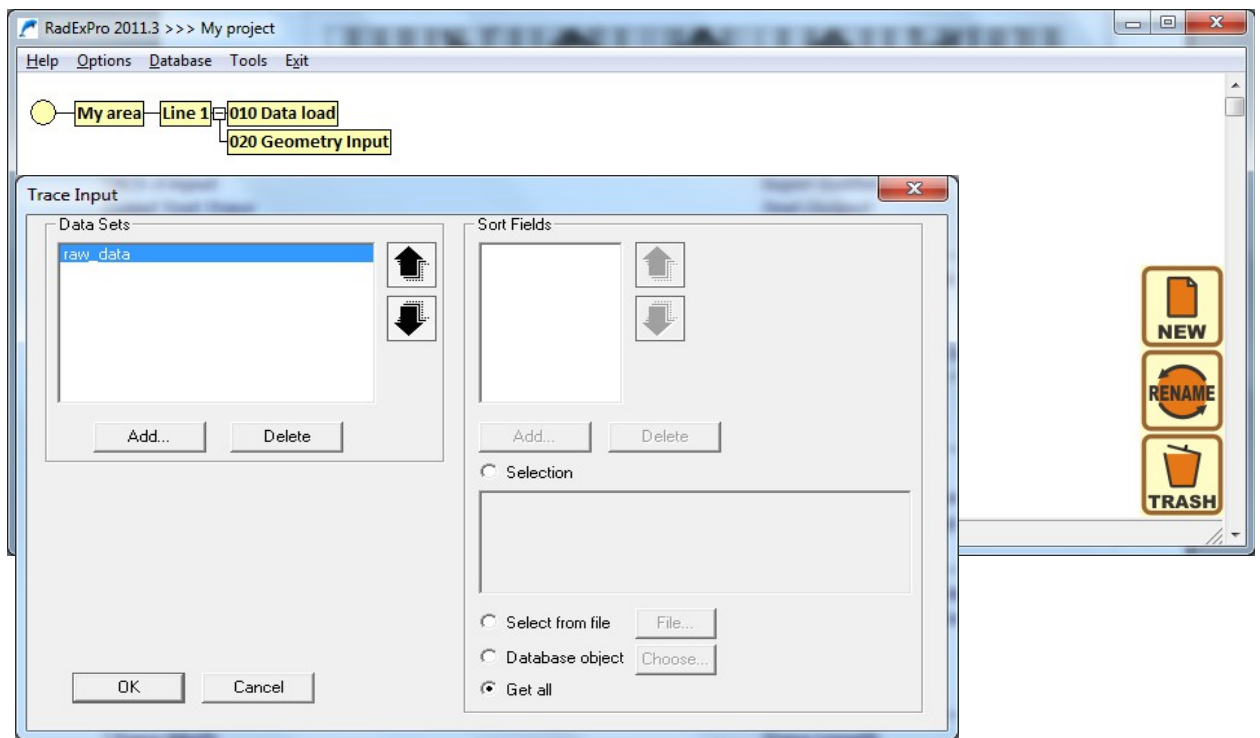 RadExPro 2011.3 >>> My project
Help Options Database Tools Exit
My area Line 1 010 Data load
020 Geometry Input
Trace Input
Data Sets
raw_data
Add... Delete
OK Cancel
Sort Fields
Add... Delete
Selection
Select from file File...
Database object Choose...
Get all
NEW
RENAME
TRASH